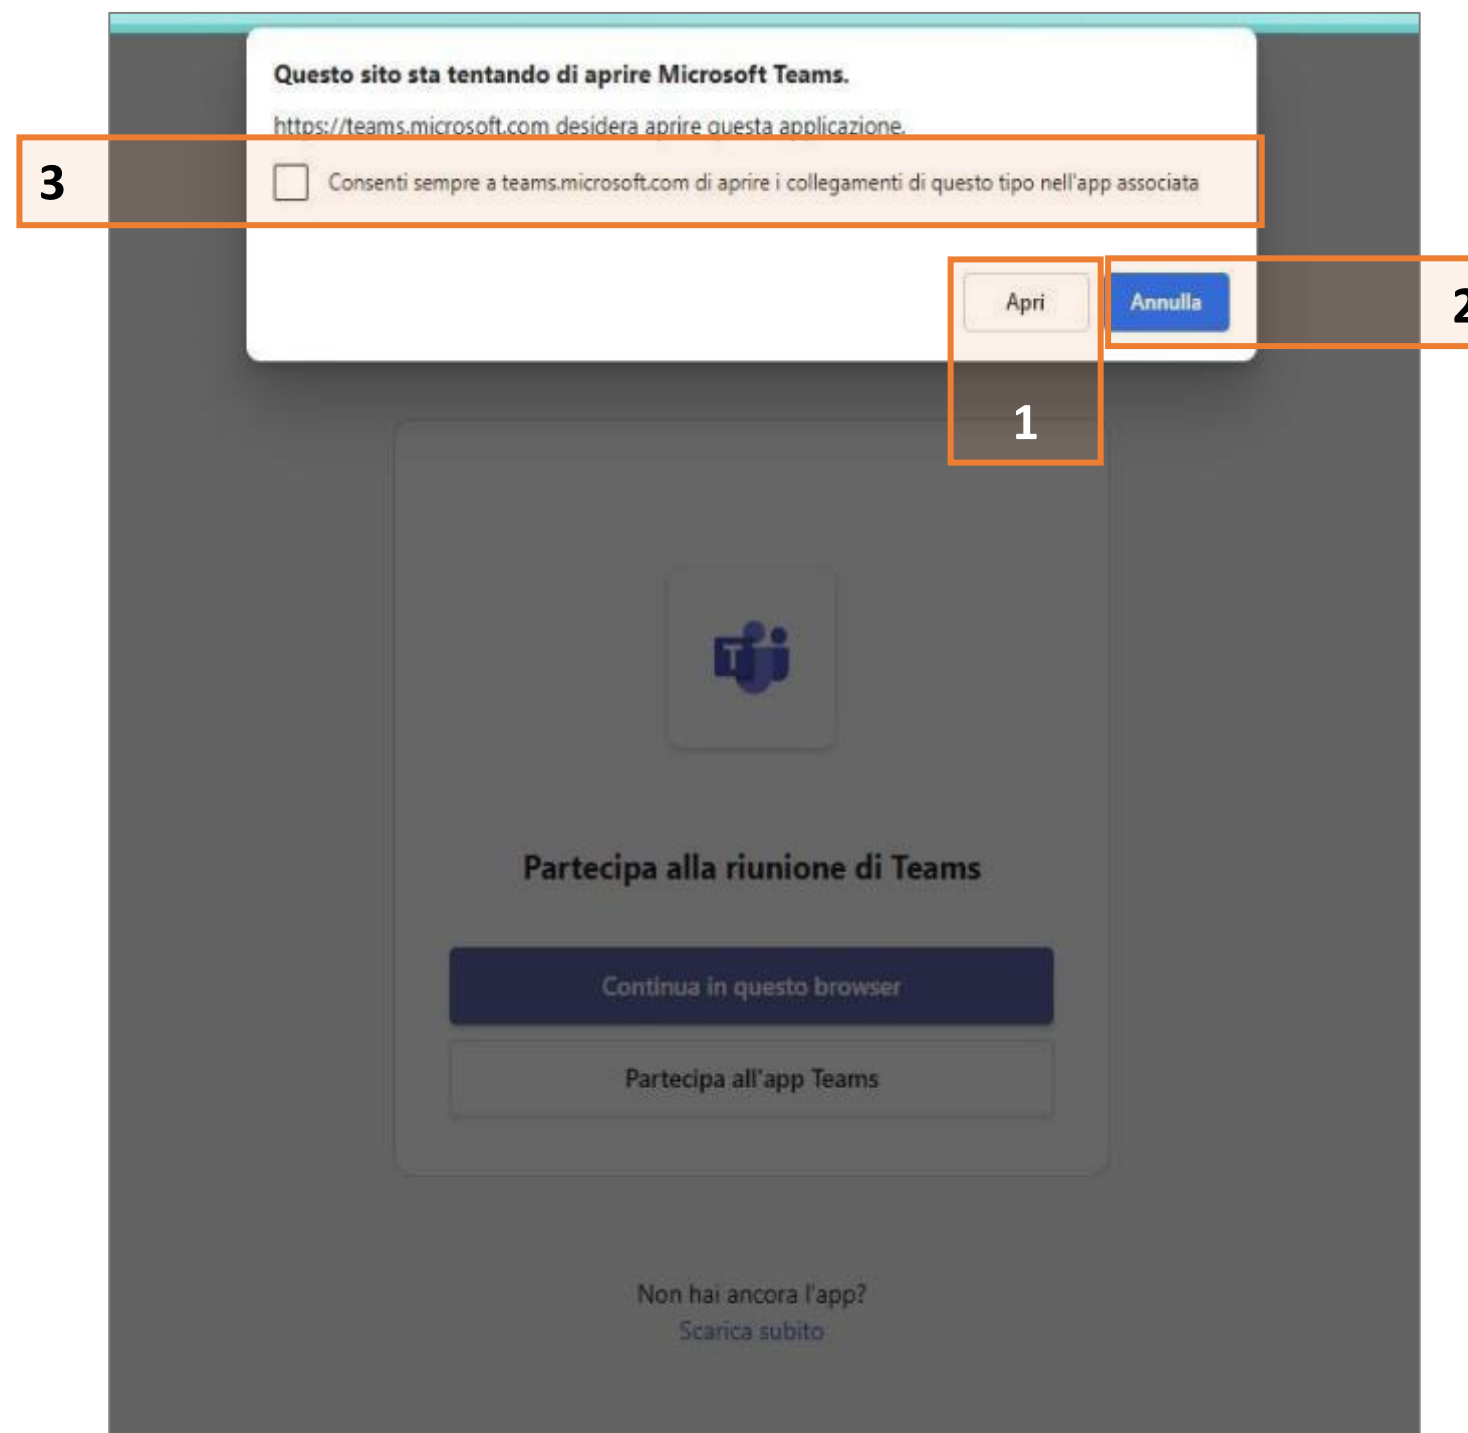 Questo sito sta tentando di aprire Microsoft Teams.
https://teams.microsoft.com desidera aprire questa applicazione.
3
Consenti sempre a teams.microsoft.com di aprire i collegamenti di questo tipo nell'app associata
Apri
Annulla
2
1
T
Partecipa alla riunione di Teams
Continua in questo browser
Partecipa all'app Teams
Non hai ancora l'app?
Scarica subito